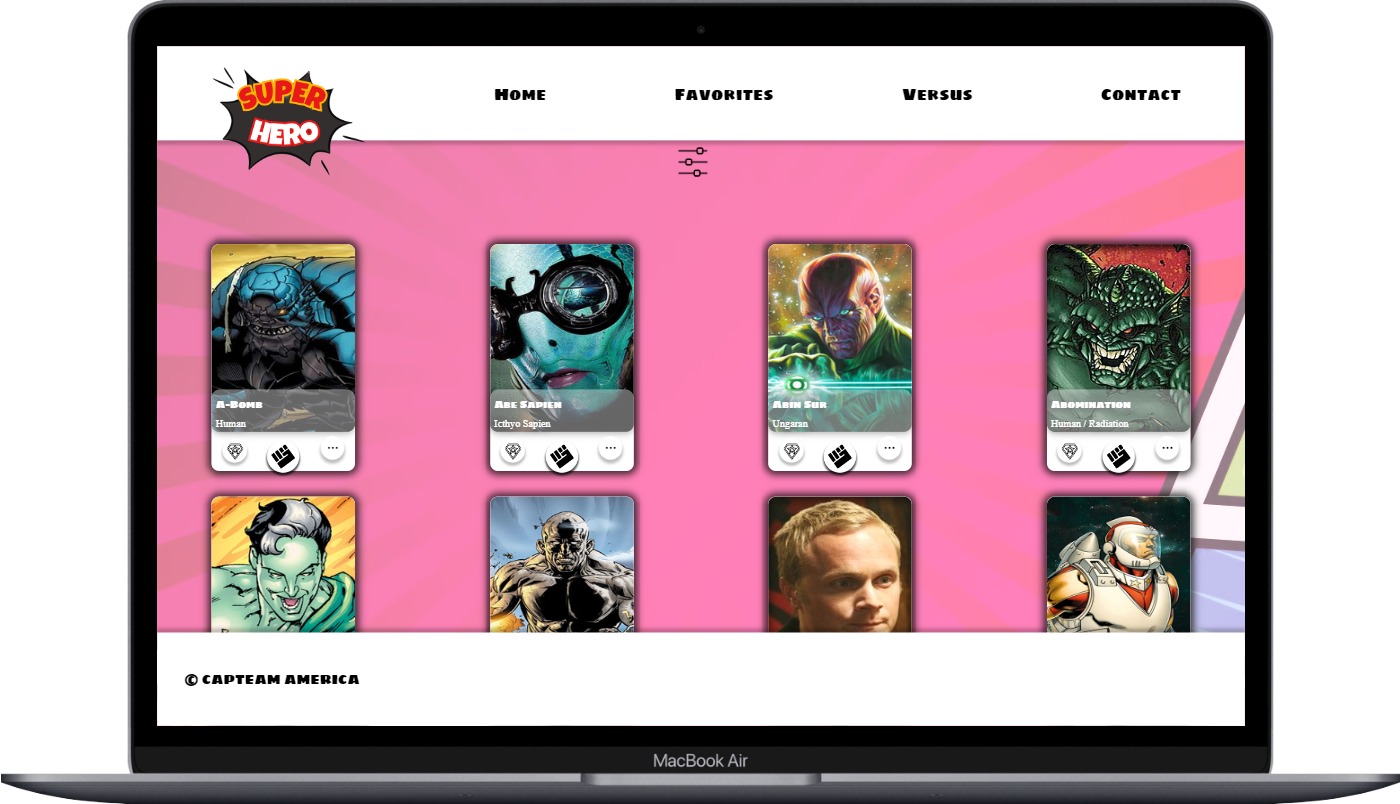 SUPER
HERO
Home
Favorites
Versus
Contact
A-Bomb
Human
Abe Sapien
Icthyo Sapien
Abin Sur
Ungaran
Abomination
Human / Radiation
© CAPTEAM AMERICA
MacBook Air